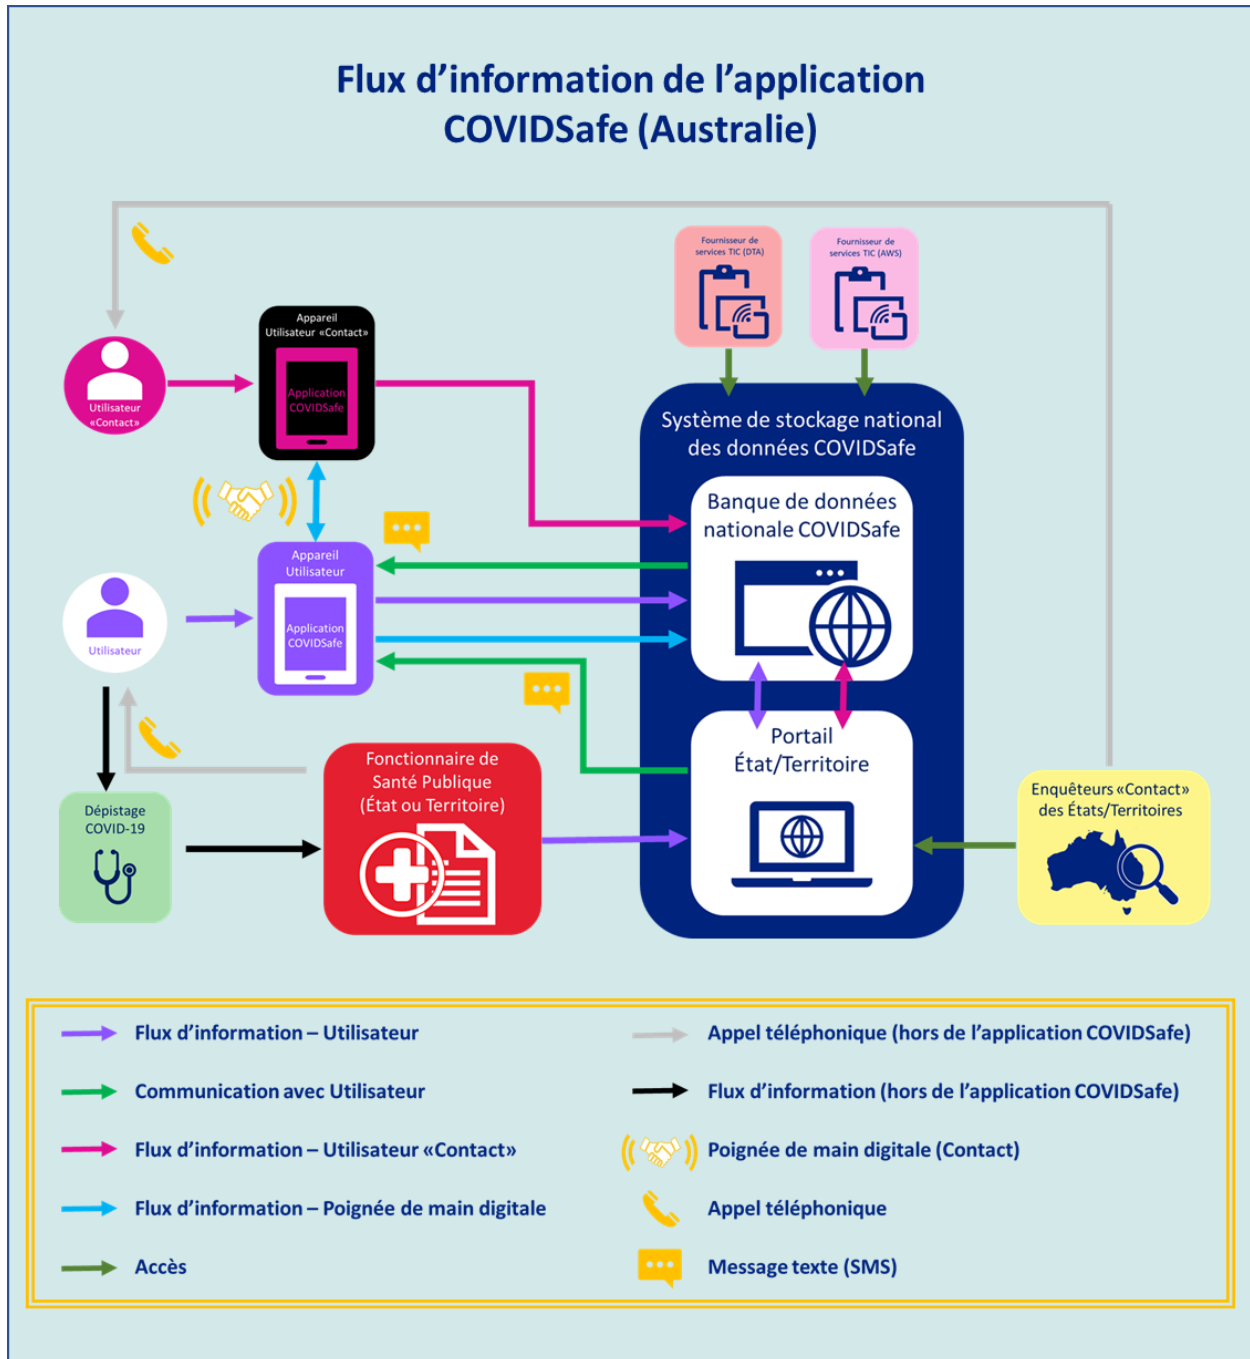 Flux d’information de l’application
COVIDSafe (Australie)
Fournisseur de
services TIC (DTA)
Fournisseur de
services TIC (AWS)
Appareil
Utilisateur «Contact»
Application
COVIDSafe
Utilisateur
«Contact»
Système de stockage national
des données COVIDSafe
Banque de données
nationale COVIDSafe
Appareil
Utilisateur
Application
COVIDSafe
Utilisateur
Portail
État/Territoire
Fonctionnaire de
Santé Publique
(État ou Territoire)
Dépistage
COVID-19
Enquêteurs «Contact»
des États/Territoires
Flux d’information – Utilisateur
Communication avec Utilisateur
Flux d’information – Utilisateur «Contact»
Flux d’information – Poignée de main digitale
Accès
Appel téléphonique (hors de l’application COVIDSafe)
Flux d’information (hors de l’application COVIDSafe)
Poignée de main digitale (Contact)
Appel téléphonique
Message texte (SMS)